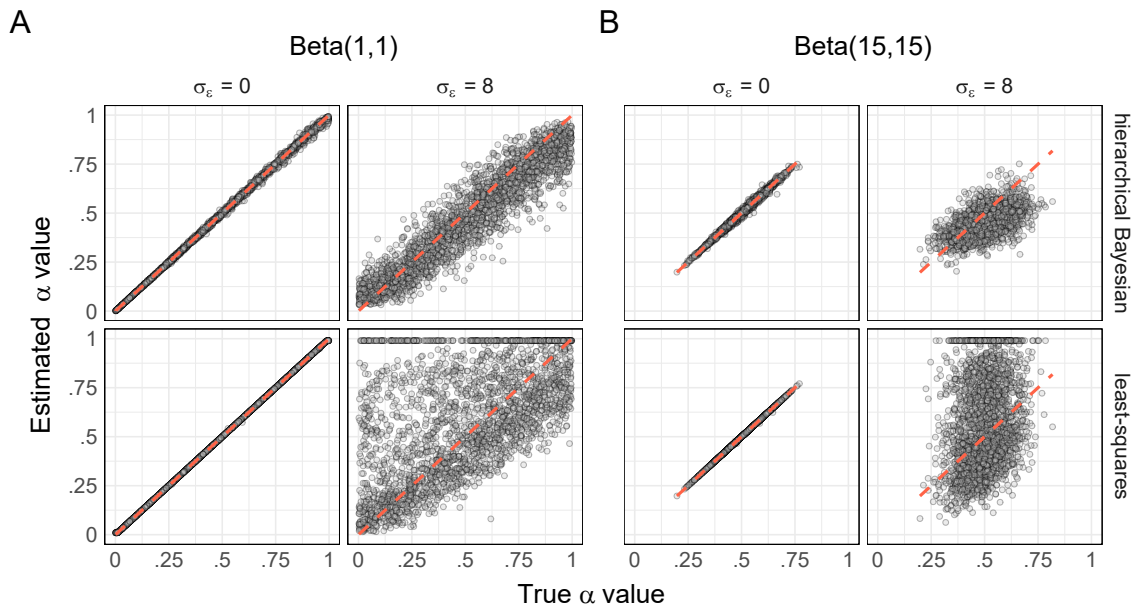 A
B
Beta(1,1)
Beta(15,15)
σε = 0
σε = 8
σε = 0
σε = 8
1
.75
.5
.25
0
hierarchical Bayesian
1
.75
.5
.25
0
least-squares
Estimated α value
0 .25 .5 .75 1
0 .25 .5 .75 1
0 .25 .5 .75 1
0 .25 .5 .75 1
True α value